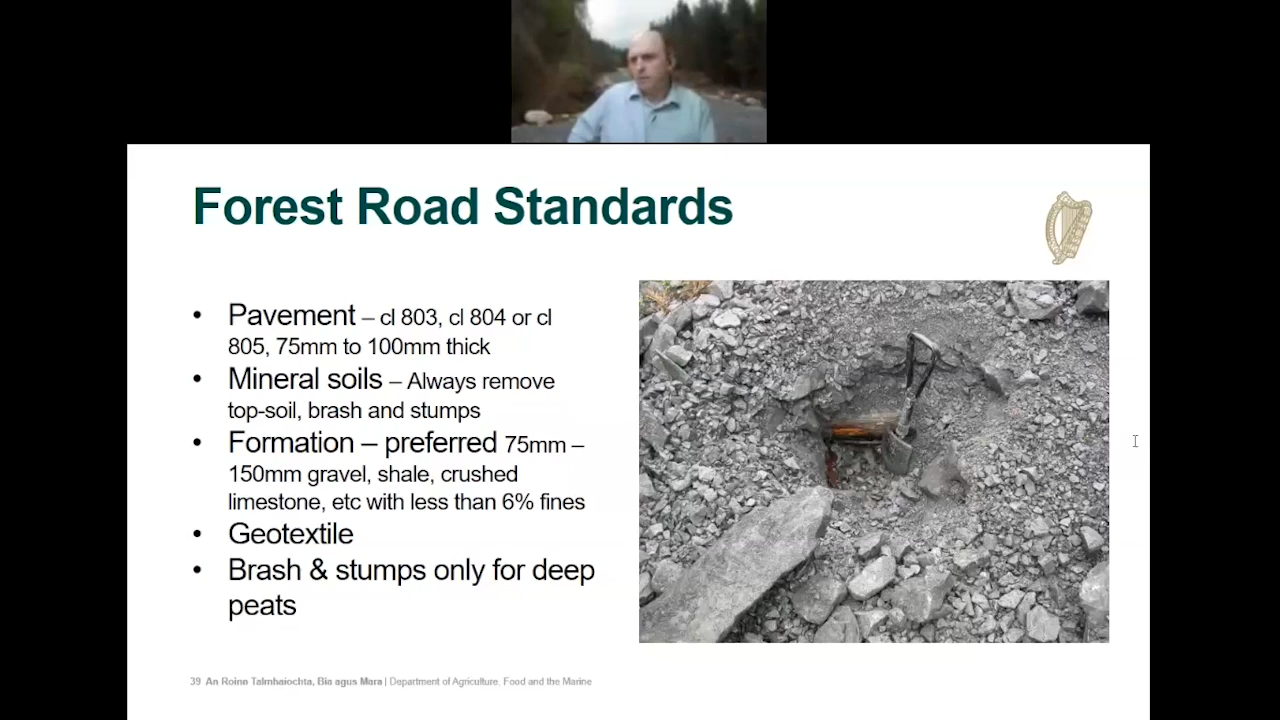 Forest Road Standards
• Pavement – cl 803, cl 804 or cl
805, 75mm to 100mm thick
• Mineral soils – Always remove
top-soil, brash and stumps
• Formation – preferred 75mm –
150mm gravel, shale, crushed
limestone, etc with less than 6% fines
• Geotextile
• Brash & stumps only for deep
peats
39 An Roinn Talmhaíochta, Bia agus Mara | Department of Agriculture, Food and the Marine